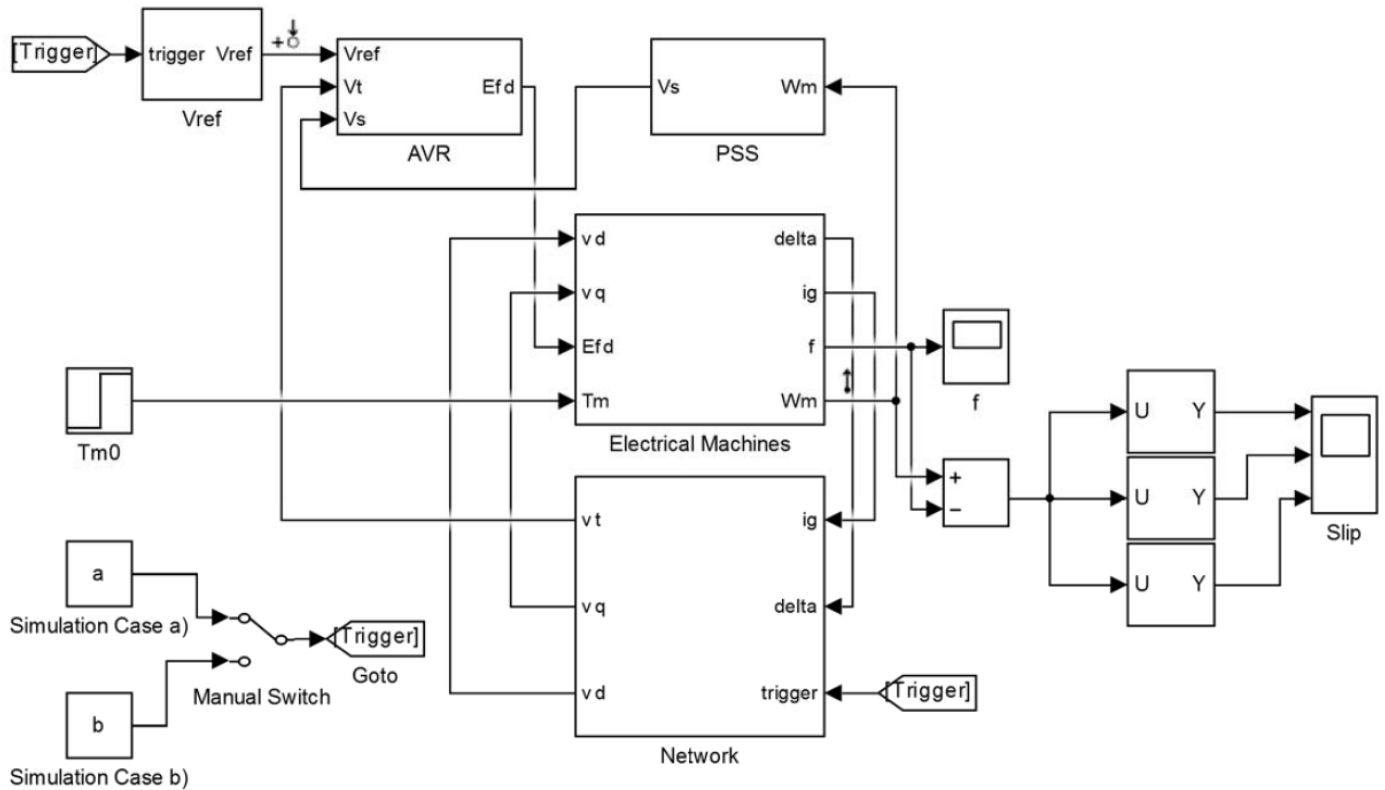 [Trigger]
trigger Vref
Vref
Vref
Vt
Vs
Efd
AVR
Vs
Wm
PSS
vd
vq
Efd
Tm
delta
ig
f
Wm
Electrical Machines
Tm0
f
+
−
U Y
U Y
U Y
Slip
vt
vq
vd
ig
delta
trigger
Network
[Trigger]
a
Simulation Case a)
b
Simulation Case b)
Manual Switch
[Trigger]
Goto